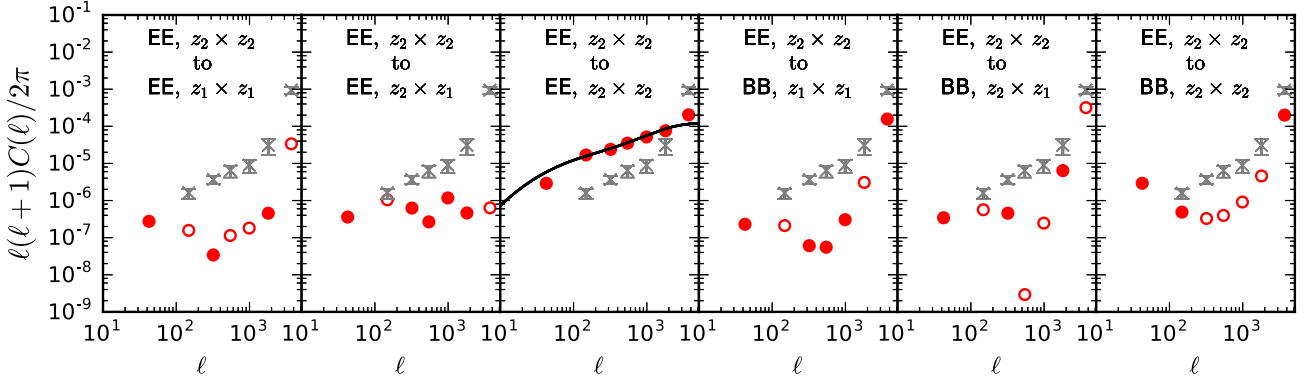 ℓ(ℓ + 1)C(ℓ)/2π
10⁻¹
10⁻²
10⁻³
10⁻⁴
10⁻⁵
10⁻⁶
10⁻⁷
10⁻⁸
10⁻⁹
EE, z₂ × z₂
to
EE, z₁ × z₁
10¹ 10² 10³
ℓ
EE, z₂ × z₂
to
EE, z₂ × z₁
10¹ 10² 10³
ℓ
EE, z₂ × z₂
to
EE, z₂ × z₂
10¹ 10² 10³
ℓ
EE, z₂ × z₂
to
BB, z₁ × z₁
10¹ 10² 10³
ℓ
EE, z₂ × z₂
to
BB, z₂ × z₁
10¹ 10² 10³
ℓ
EE, z₂ × z₂
to
BB, z₂ × z₂
10¹ 10² 10³
ℓ